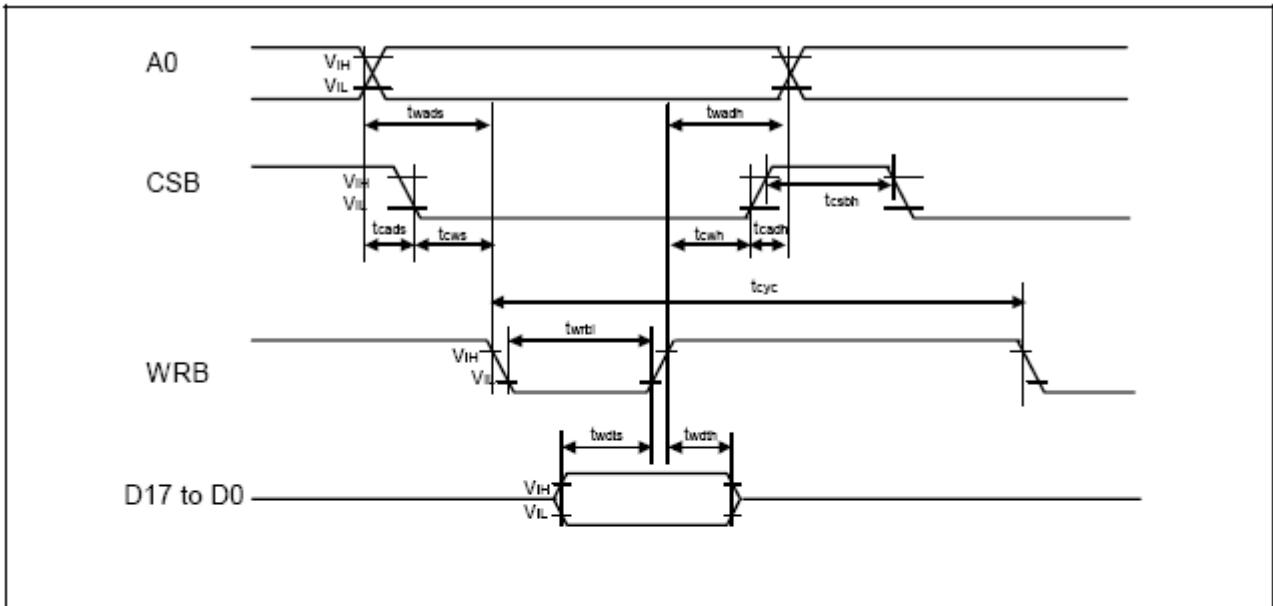 A0
VIH
VIL
twads
twadh
CSB
VIH
VIL
tcsbh
tcads
tcws
tcwh
tcadh
tcyc
twrbl
WRB
VIH
VIL
twdts
twdth
D17 to D0
VIH
VIL